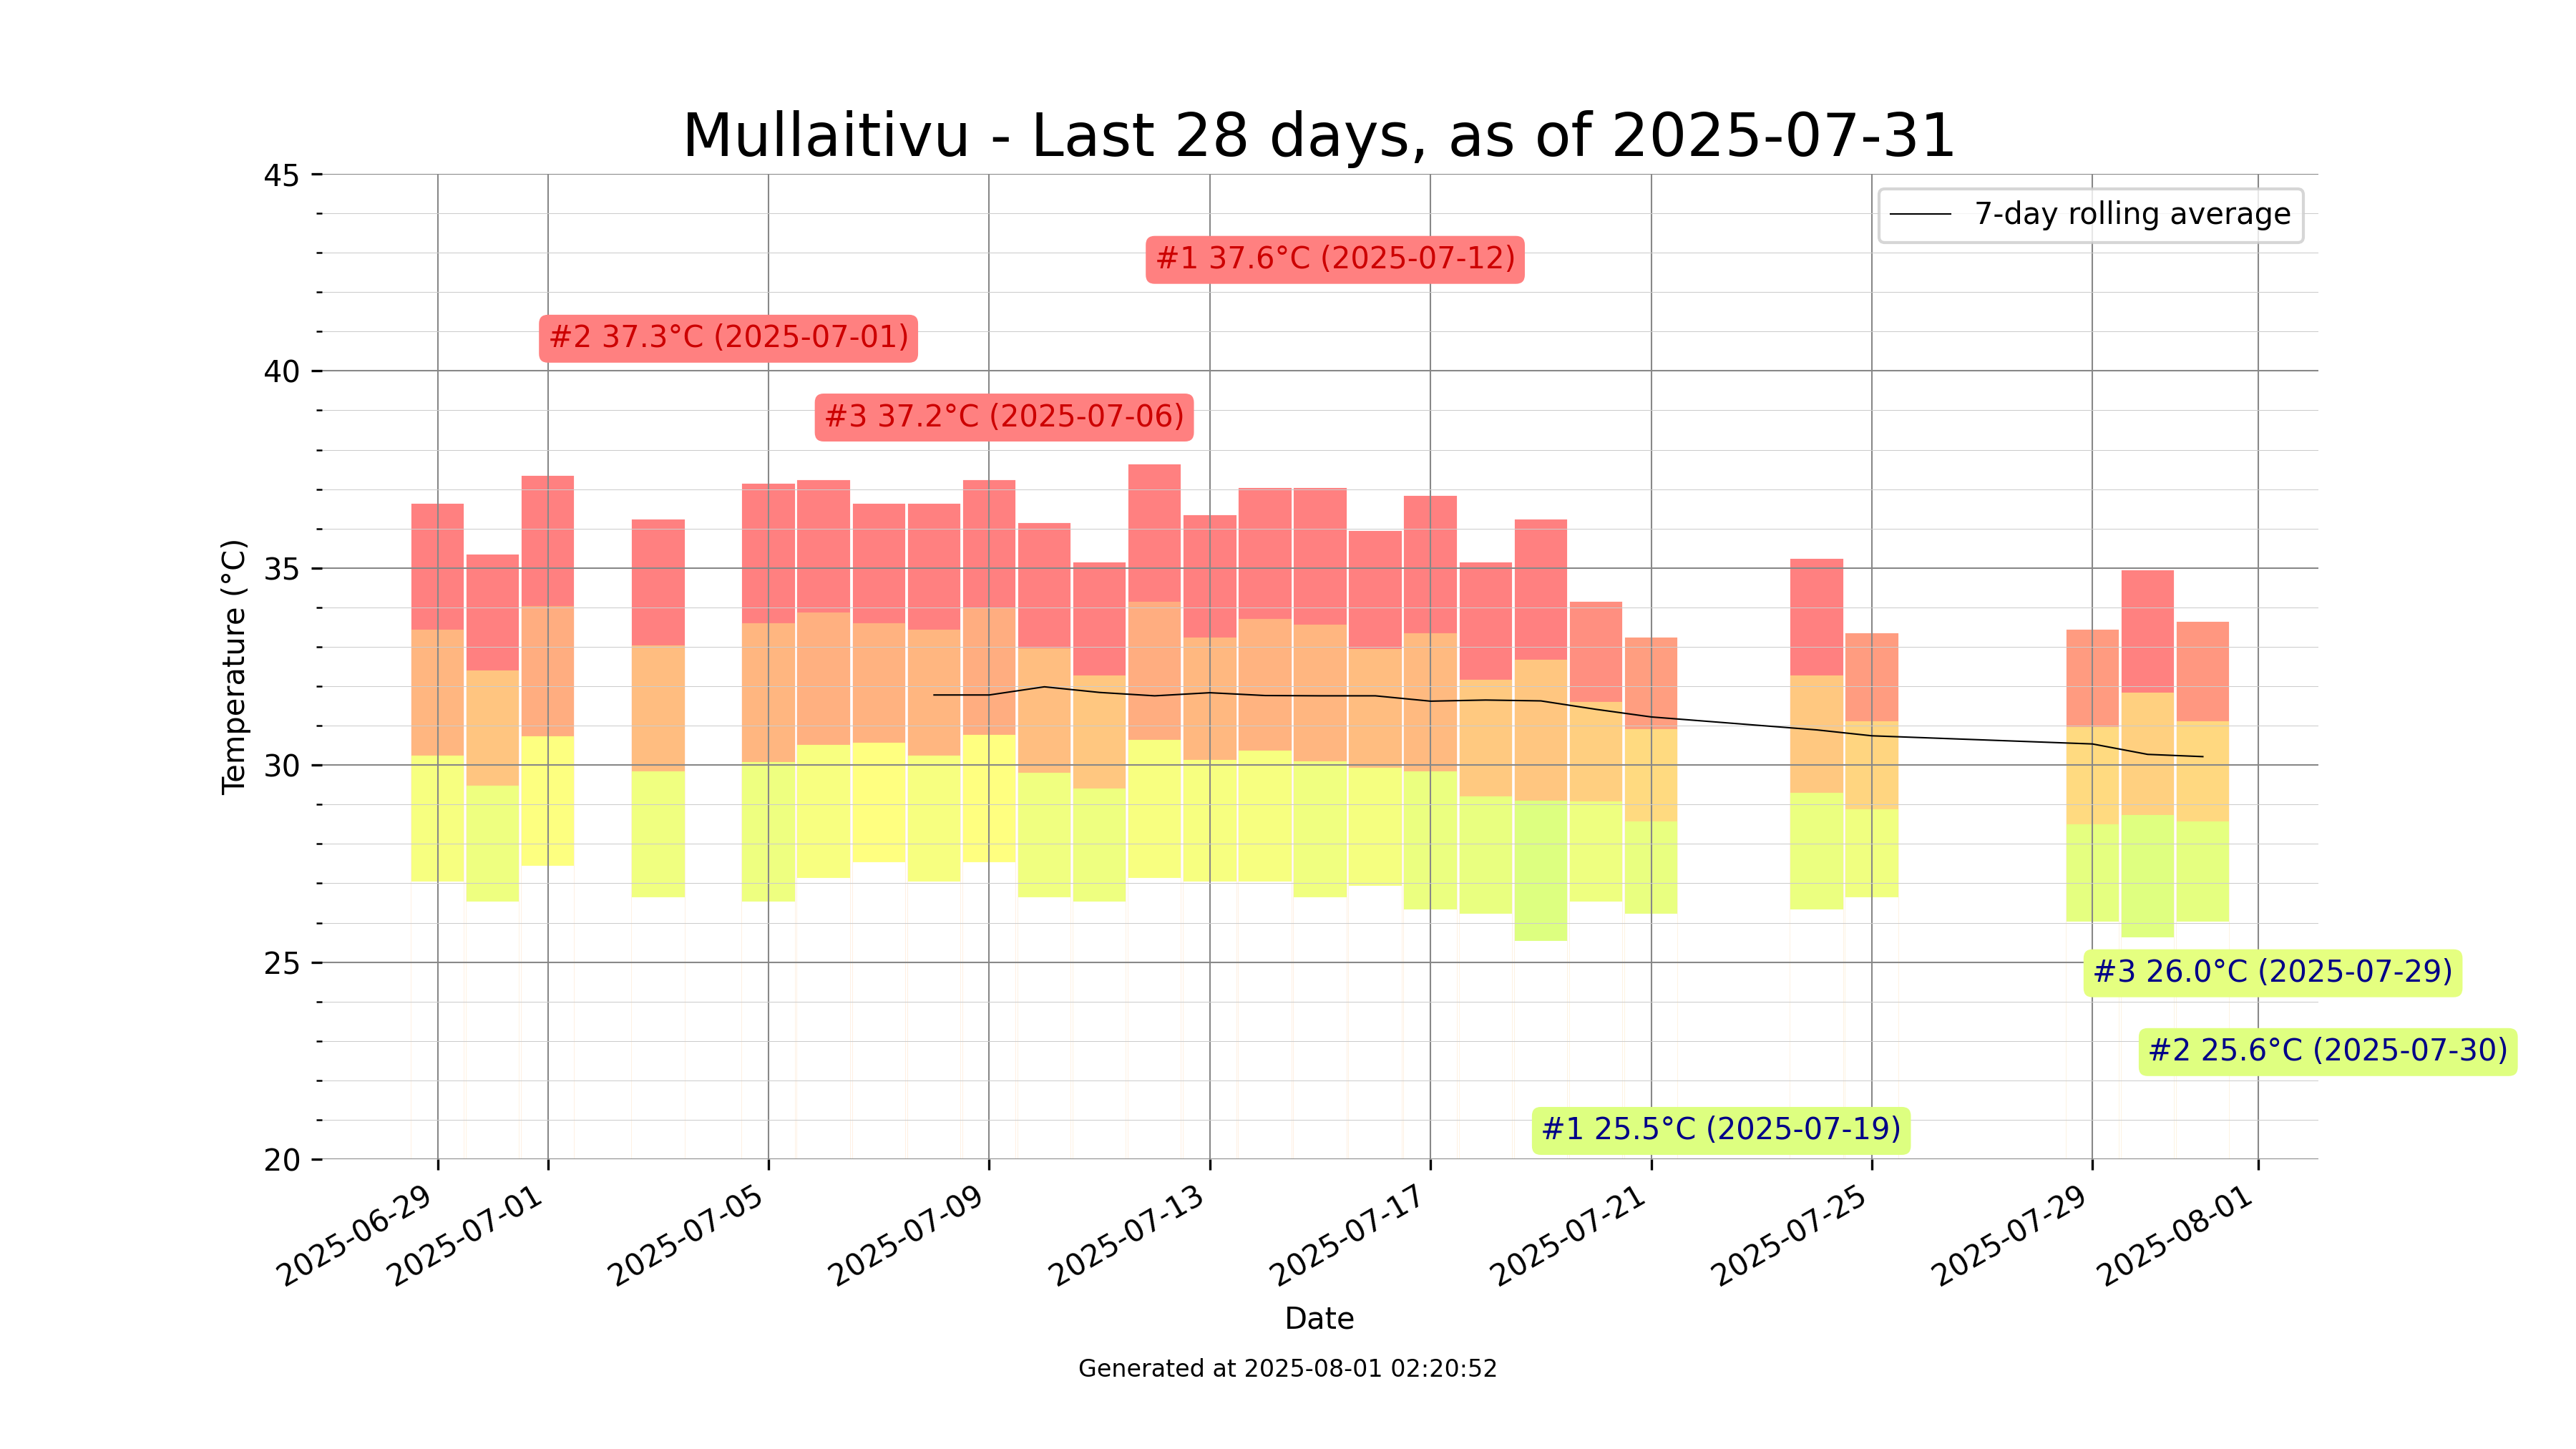 Mullaitivu - Last 28 days, as of 2025-07-31
7-day rolling average
#1 37.6°C (2025-07-12)
#2 37.3°C (2025-07-01)
#3 37.2°C (2025-07-06)
45
40
35
30
25
20
Temperature (°C)
#3 26.0°C (2025-07-29)
#2 25.6°C (2025-07-30)
#1 25.5°C (2025-07-19)
2025-06-29
2025-07-01
2025-07-05
2025-07-09
2025-07-13
2025-07-17
2025-07-21
2025-07-25
2025-07-29
2025-08-01
Date
Generated at 2025-08-01 02:20:52